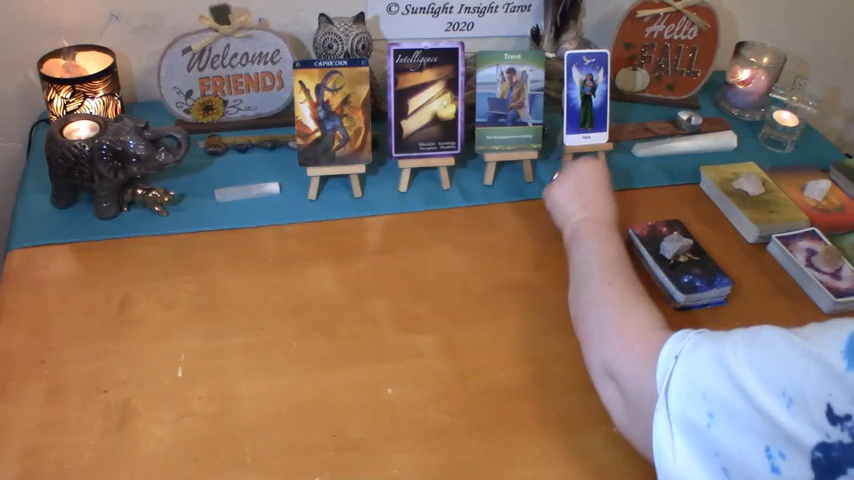 © Sunlight Insight Tarot
2020
Welcome
FRIENDS
Hello
FALL
CAPRICORN
Intelligence
Travel